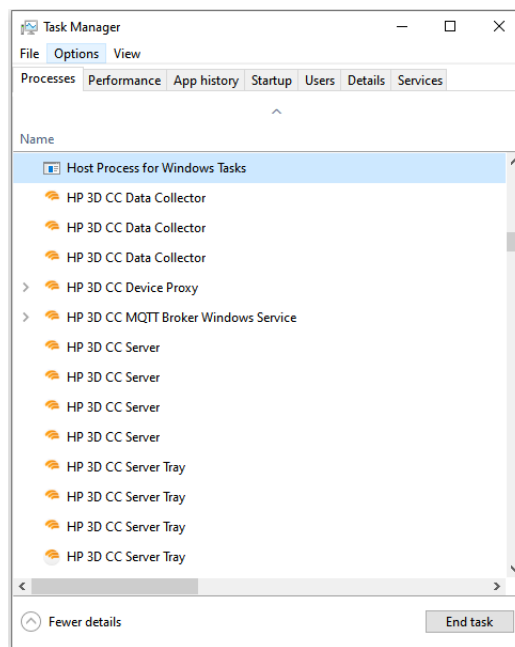 Task Manager
File Options View
Processes Performance App history Startup Users Details Services
Name
Host Process for Windows Tasks
HP 3D CC Data Collector
HP 3D CC Data Collector
HP 3D CC Data Collector
HP 3D CC Device Proxy
HP 3D CC MQTT Broker Windows Service
HP 3D CC Server
HP 3D CC Server
HP 3D CC Server
HP 3D CC Server
HP 3D CC Server Tray
HP 3D CC Server Tray
HP 3D CC Server Tray
HP 3D CC Server Tray
Fewer details End task